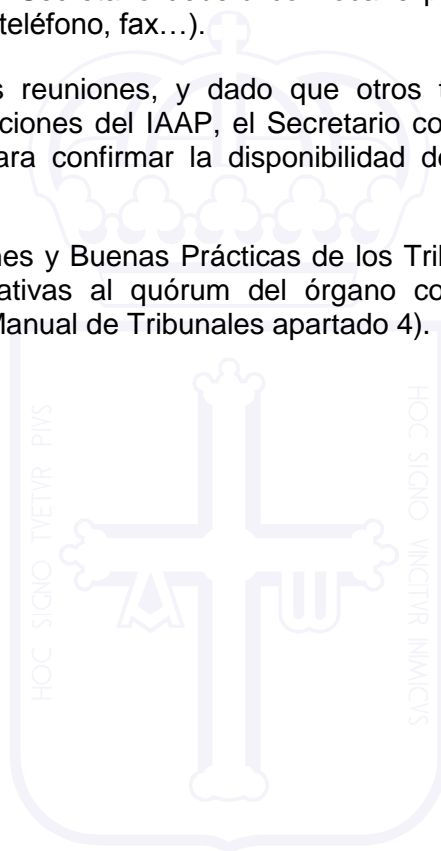 teléfono, fax…).
reuniones, y dado que otros
ciones del IAAP, el Secretario co
ara confirmar la disponibilidad de
nes y Buenas Prácticas de los Trib
ativas al quórum del órgano co
Manual de Tribunales apartado 4).
HOC SIGNO TVETVR PIVS
HOC SIGNO VINCITVR INIMICVS